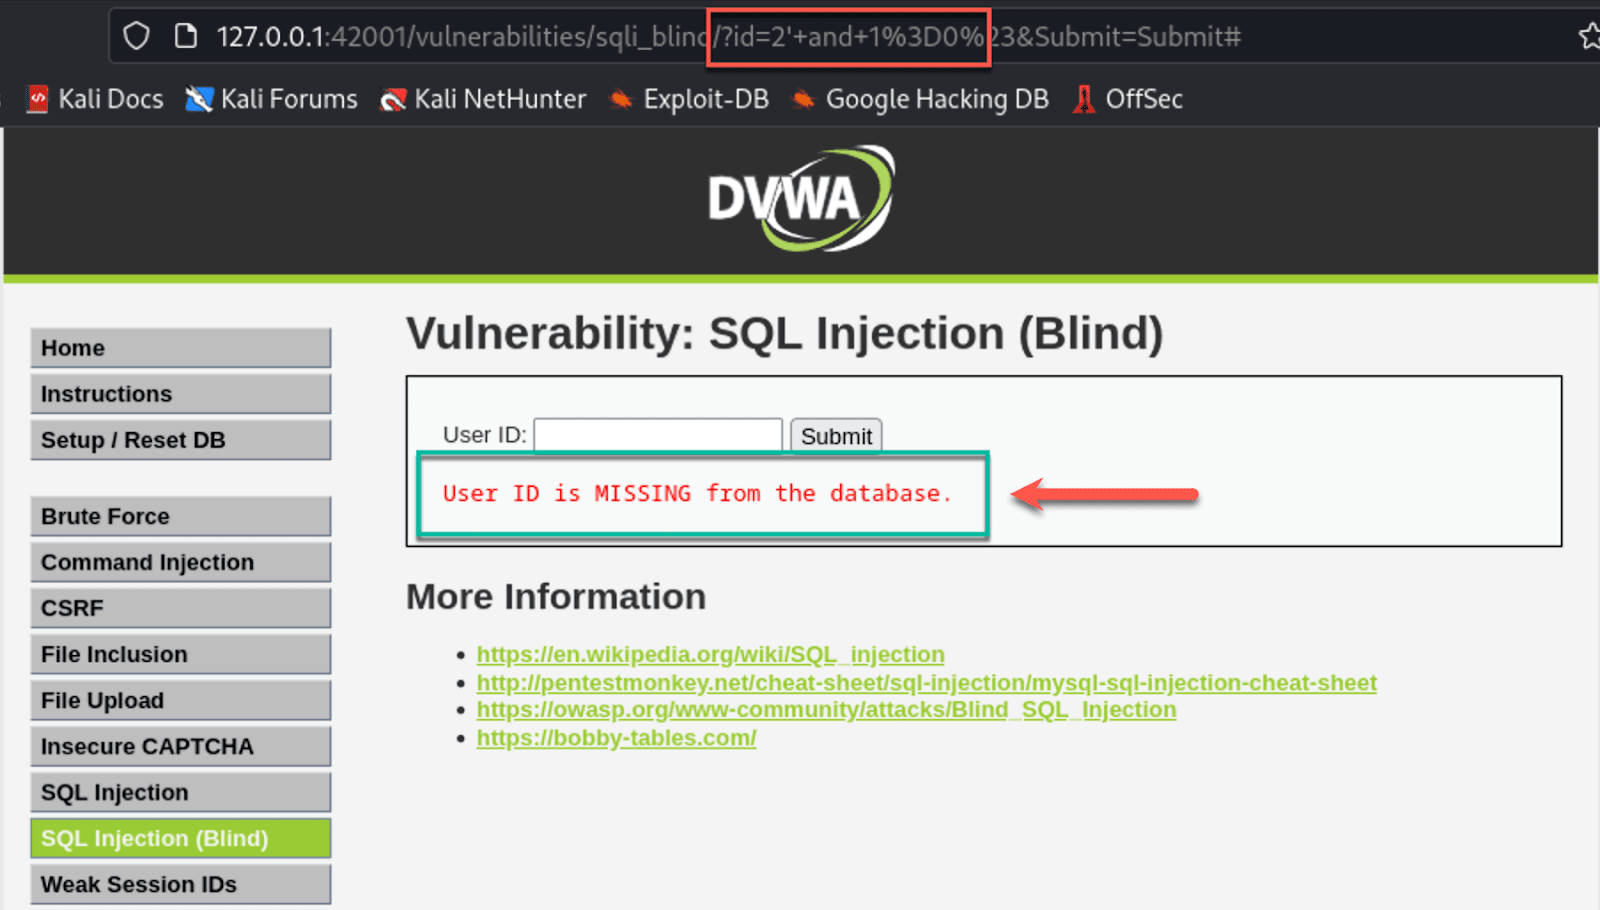 127.0.0.1:42001/vulnerabilities/sqli_blind/?id=2'+and+1%3D0%23&Submit=Submit#
Kali Docs Kali Forums Kali NetHunter Exploit-DB Google Hacking DB OffSec
DVWA
Vulnerability: SQL Injection (Blind)
User ID: Submit
User ID is MISSING from the database.
More Information
https://en.wikipedia.org/wiki/SQL_injection
http://pentestmonkey.net/cheat-sheet/sql-injection/mysql-sql-injection-cheat-sheet
https://owasp.org/www-community/attacks/Blind_SQL_Injection
https://bobby-tables.com/
Home
Instructions
Setup / Reset DB
Brute Force
Command Injection
CSRF
File Inclusion
File Upload
Insecure CAPTCHA
SQL Injection
SQL Injection (Blind)
Weak Session IDs